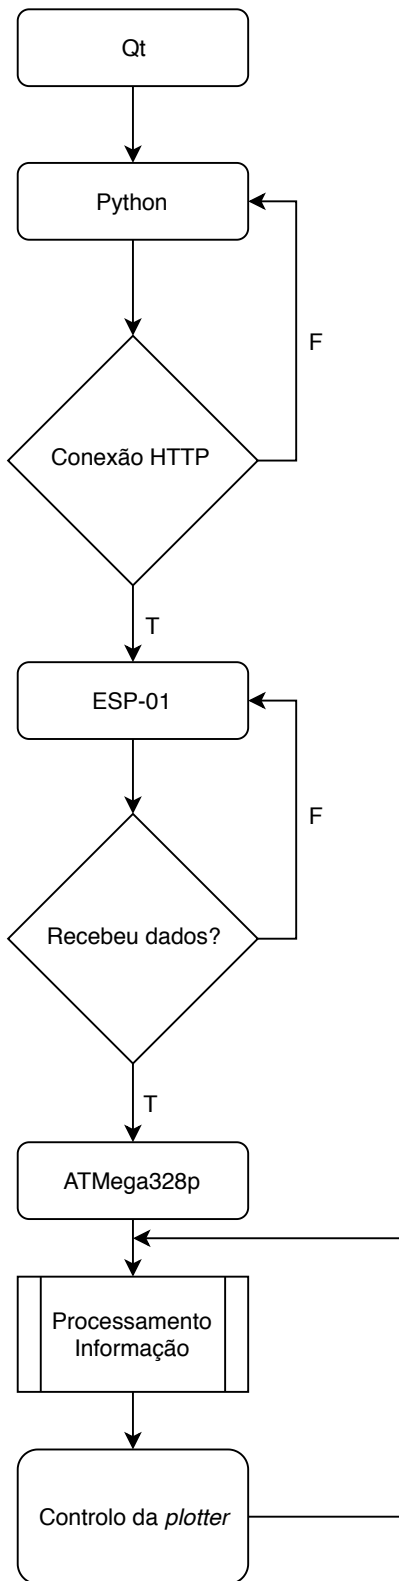 Qt
Python
F
Conexão HTTP
T
ESP-01
F
Recebeu dados?
T
ATMega328p
Processamento
Informação
Controlo da plotter